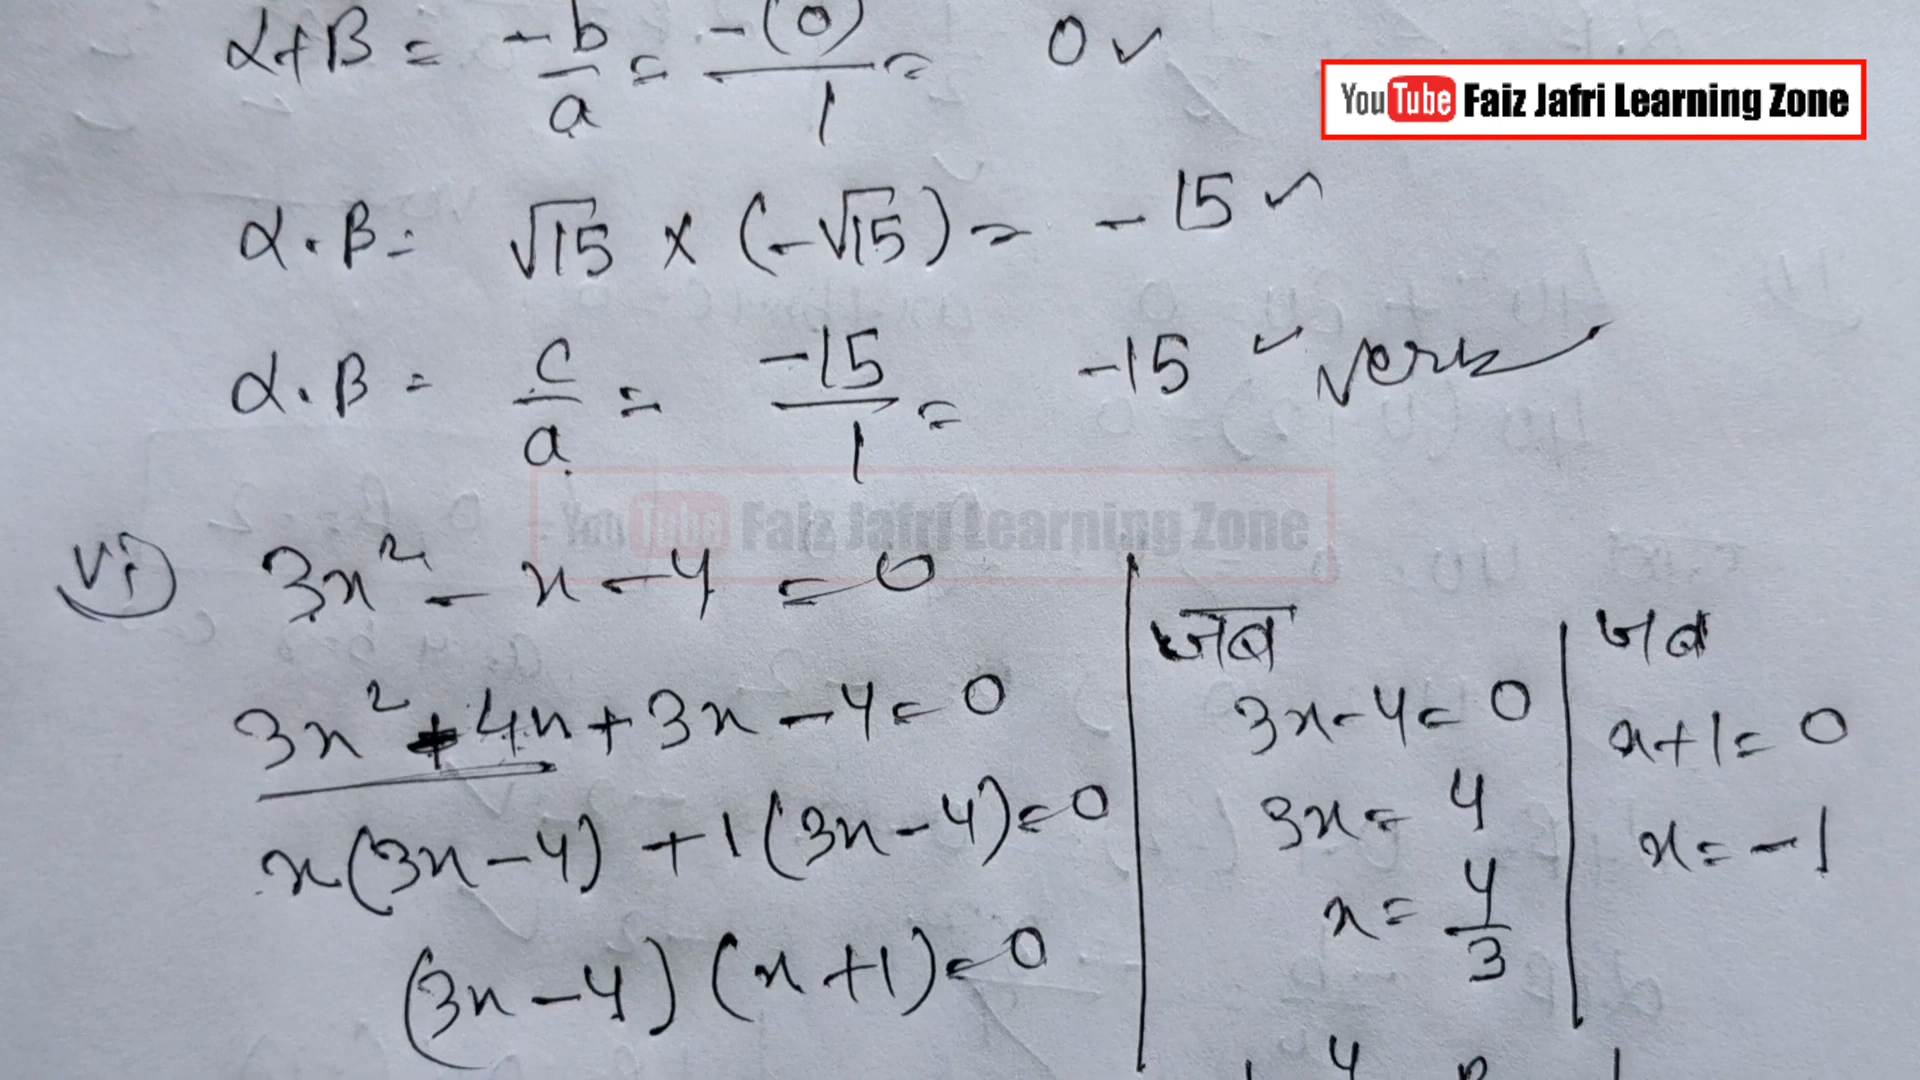 α+β = -b/a = -(0)/1 = 0 ✓
YouTube Faiz Jafri Learning Zone
α.β = √15 × (-√15) = -15 ✓
α.β = c/a = -15/1 = -15 ✓
YouTube Faiz Jafri Learning Zone
vi) 3x² - x - 4 = 0
3x² - 4x + 3x - 4 = 0
x(3x-4) + 1(3x-4) = 0
(3x-4) (x+1) = 0
जब
3x-4 = 0
3x = 4
x = 4/3
जब
x+1 = 0
x = -1